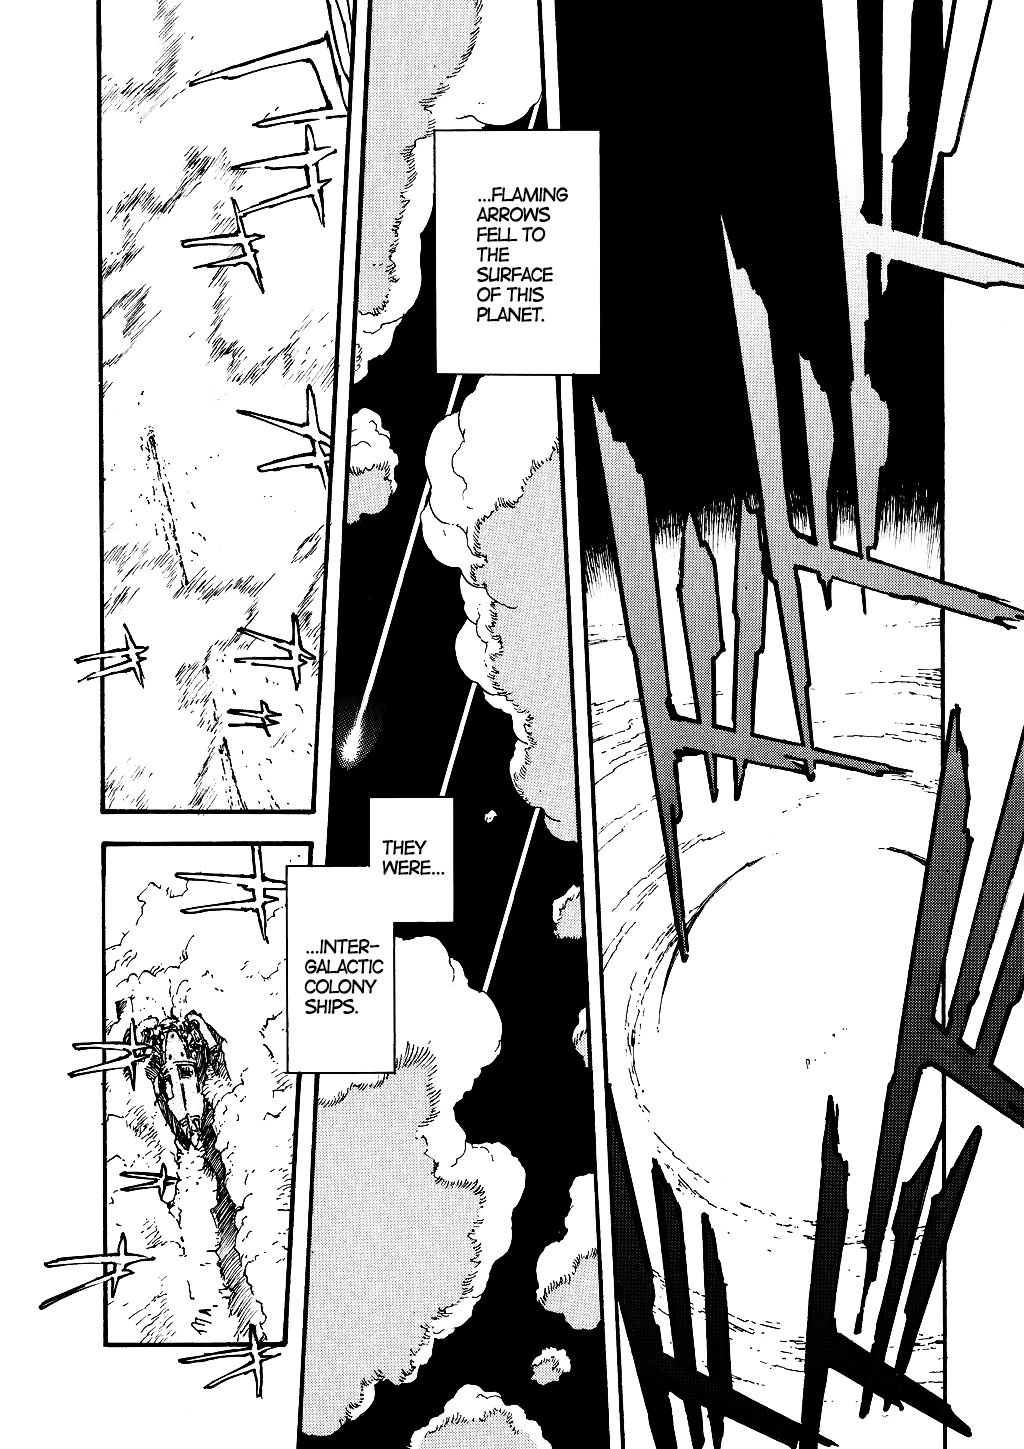 ...FLAMING
ARROWS
FELL TO
THE
SURFACE
OF THIS
PLANET.
THEY
WERE...
...INTER-
GALACTIC
COLONY
SHIPS.